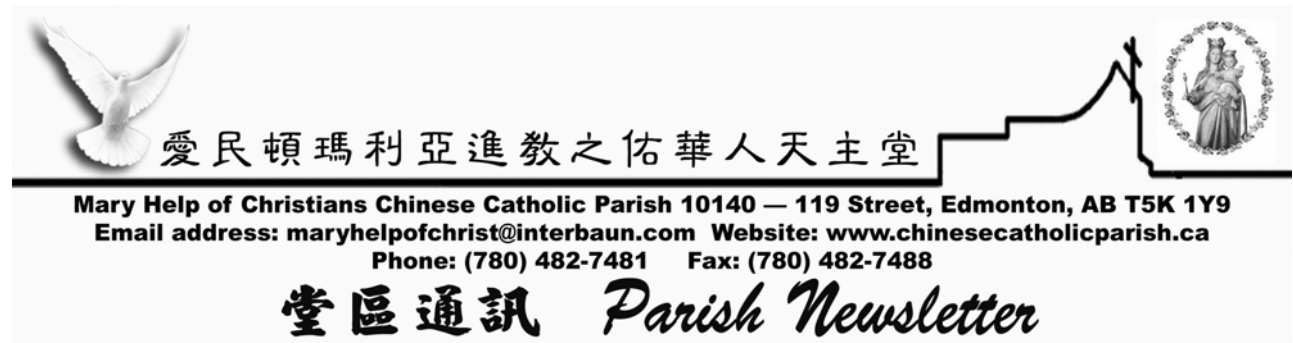 愛民頓瑪利亞進教之佑華人天主堂
Mary Help of Christians Chinese Catholic Parish 10140 — 119 Street, Edmonton, AB T5K 1Y9
Email address: maryhelpofchrist@interbaun.com Website: www.chinesecatholicparish.ca
Phone: (780) 482-7481 Fax: (780) 482-7488
堂區通訊 Parish Newsletter